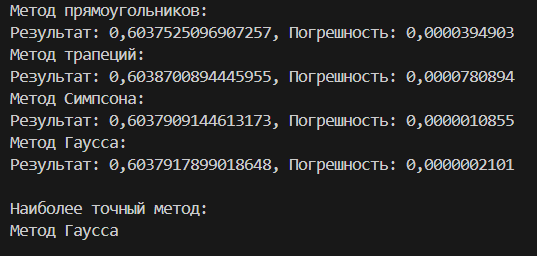 Метод прямоугольников:
Результат: 0,6037525096907257, Погрешность: 0,0000394903
Метод трапеций:
Результат: 0,6038700894445955, Погрешность: 0,0000780894
Метод Симпсона:
Результат: 0,6037909144613173, Погрешность: 0,0000010855
Метод Гаусса:
Результат: 0,6037917899018648, Погрешность: 0,0000002101
Наиболее точный метод:
Метод Гаусса